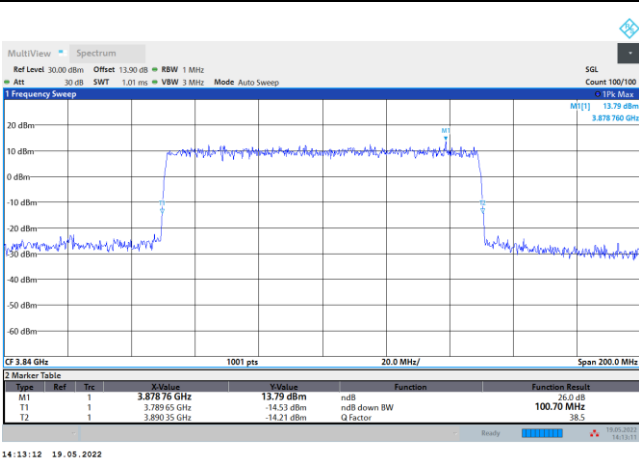 MultiView Spectrum
Ref Level 30.00 dBm Offset 13.90 dB RBW 1 MHz SGL
Att 30 dB SWT 1.01 ms VBW 3 MHz Mode Auto Sweep Count 100/100
1 Frequency Sweep 1Pk Max
M1[1] 13.79 dBm
3.878 760 GHz
20 dBm
M1
10 dBm
0 dBm
-10 dBm
-20 dBm
-30 dBm
-40 dBm
-50 dBm
-60 dBm
CF 3.84 GHz 1001 pts 20.0 MHz/ Span 200.0 MHz
2 Marker Table
Type Ref Trc X-Value Y-Value Function Function Result
M1 1 3.878 76 GHz 13.79 dBm ndB 26.0 dB
T1 1 3.789 65 GHz -14.53 dBm ndB down BW 100.70 MHz
T2 1 3.890 35 GHz -14.21 dBm Q Factor 38.5
Ready 19.05.2022
14:13:11
14:13:12 19.05.2022